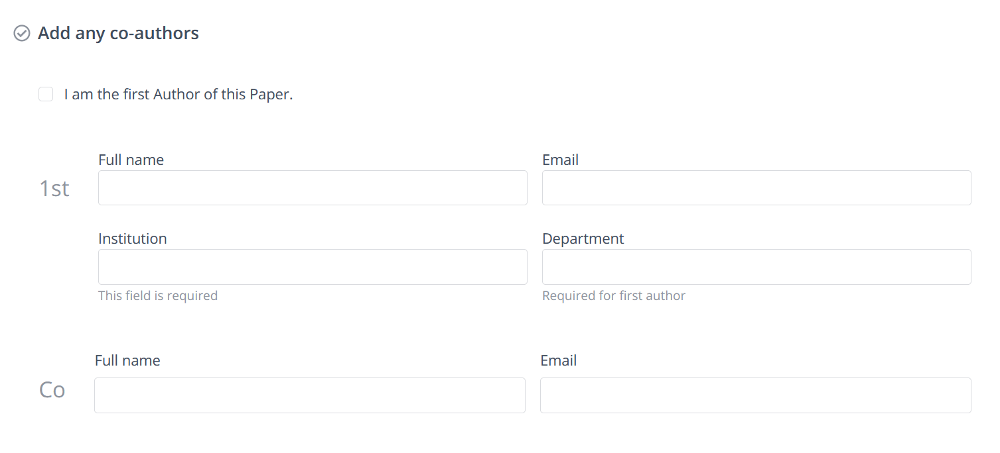 Add any co-authors
I am the first Author of this Paper.
Full name Email
1st
Institution Department
This field is required Required for first author
Full name Email
Co